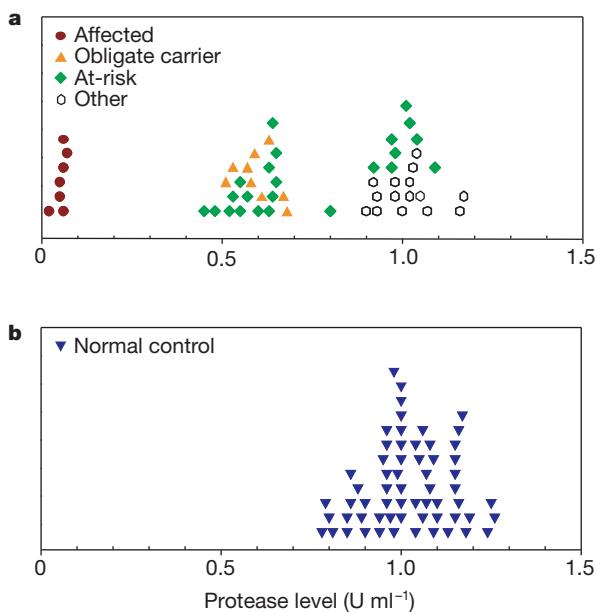 a
Affected
Obligate carrier
At-risk
Other
0 0.5 1.0 1.5
b
Normal control
0 0.5 1.0 1.5
Protease level (U ml⁻¹)